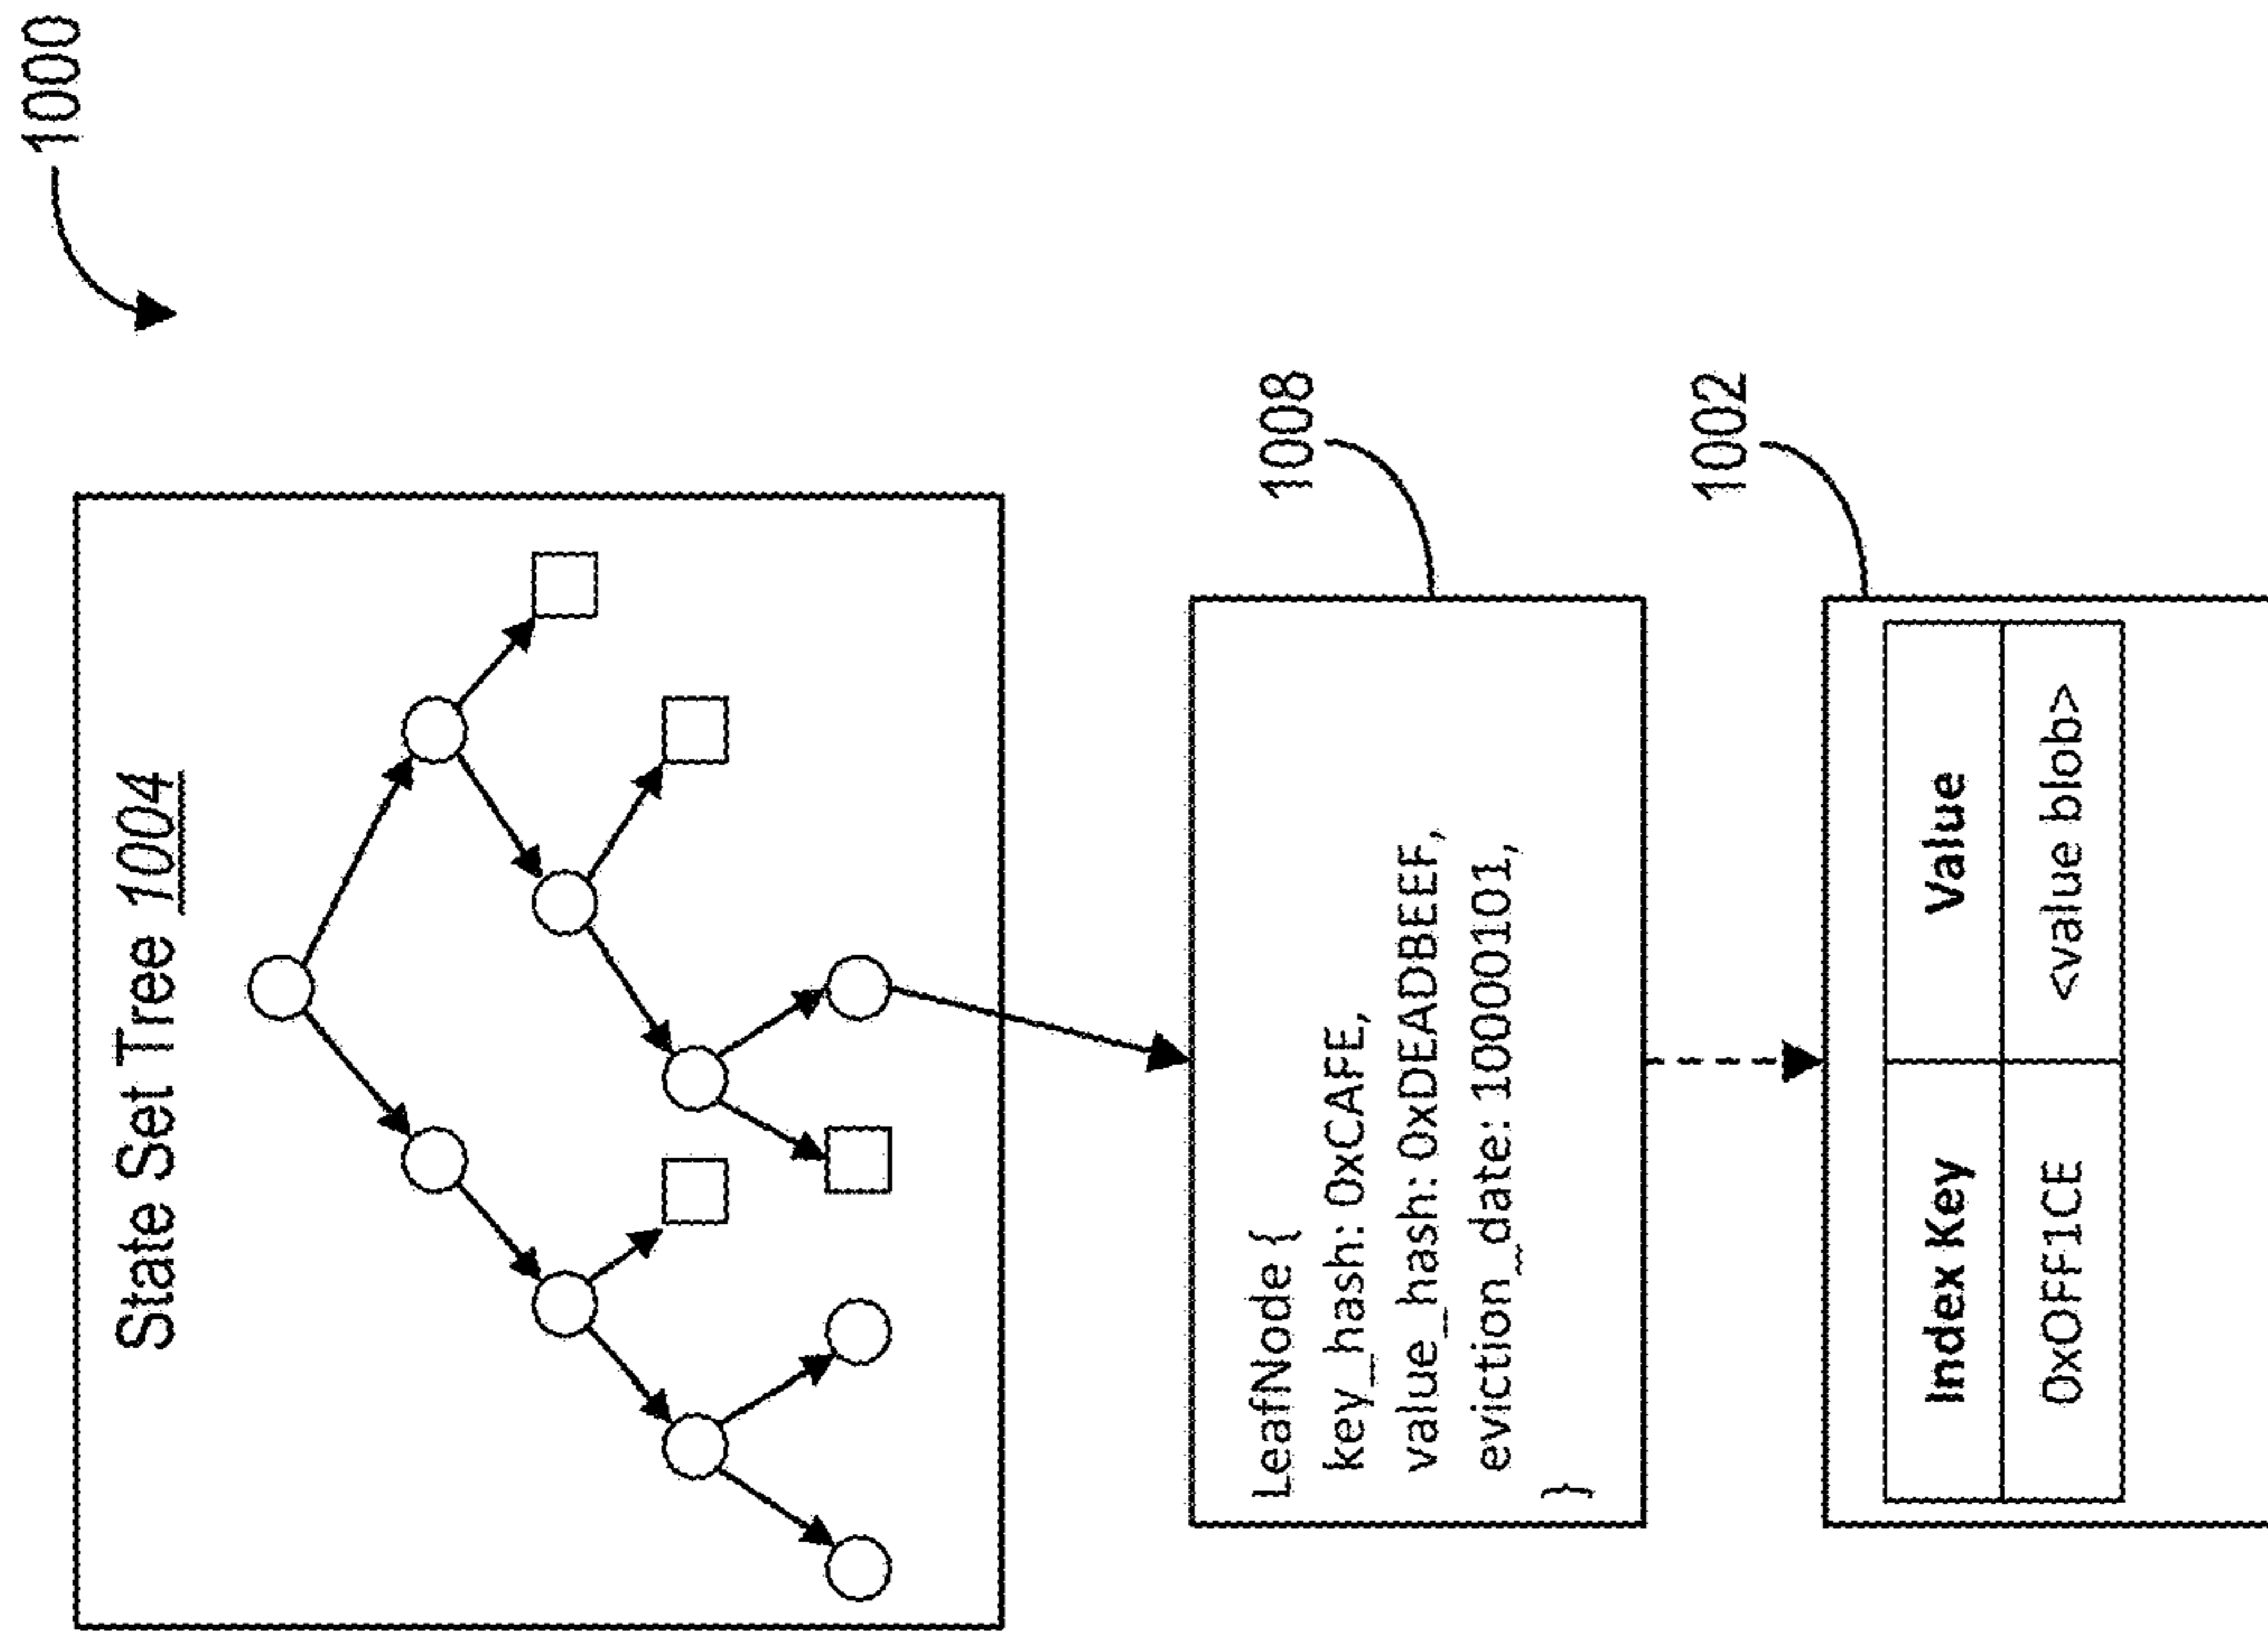 1000
State Set Tree 1004
1008
LeafNode {
key_hash: 0xCAFE,
value_hash: 0xDEADBEEF,
eviction_date: 10000101,
}
1002
Index Key Value
0xOFF1CE <value blob>